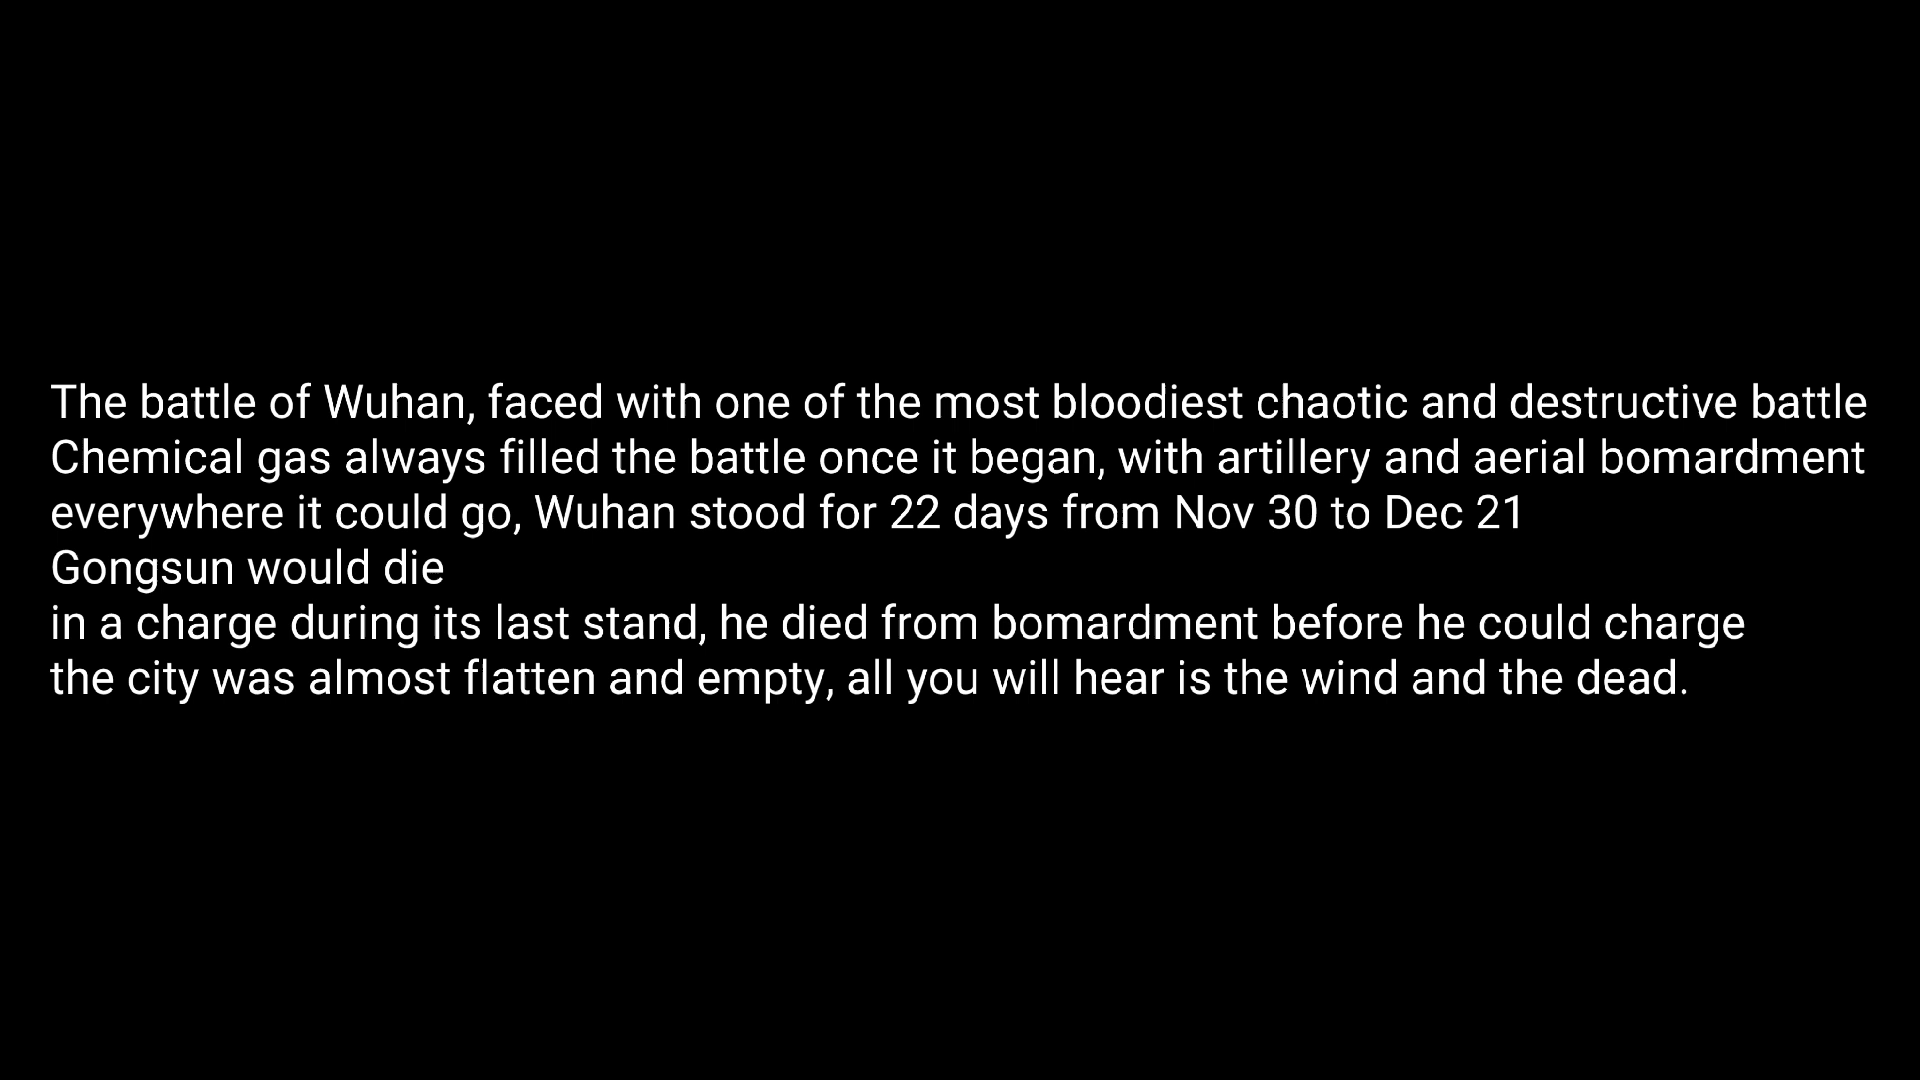 The battle of Wuhan, faced with one of the most bloodiest chaotic and destructive battle
Chemical gas always filled the battle once it began, with artillery and aerial bomardment
everywhere it could go, Wuhan stood for 22 days from Nov 30 to Dec 21
Gongsun would die
in a charge during its last stand, he died from bomardment before he could charge
the city was almost flatten and empty, all you will hear is the wind and the dead.